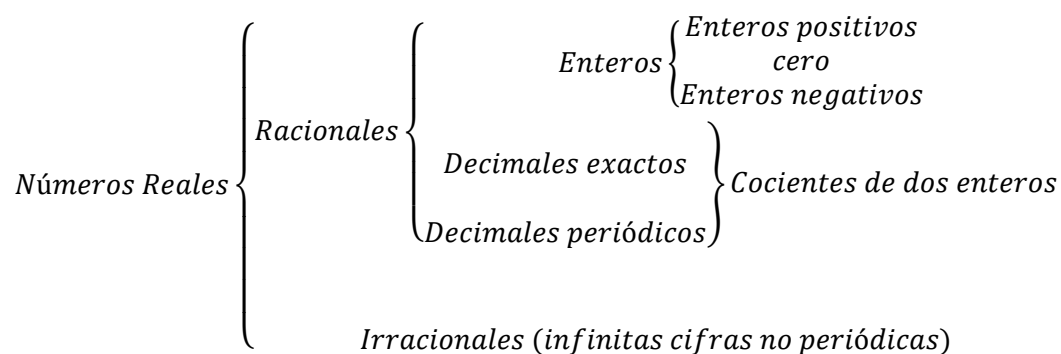 Enteros positivos
Enteros
cero
Enteros negativos
Racionales
Decimales exactos
Números Reales
Cocientes de dos enteros
Decimales periódicos
Irracionales (infinitas cifras no periódicas)